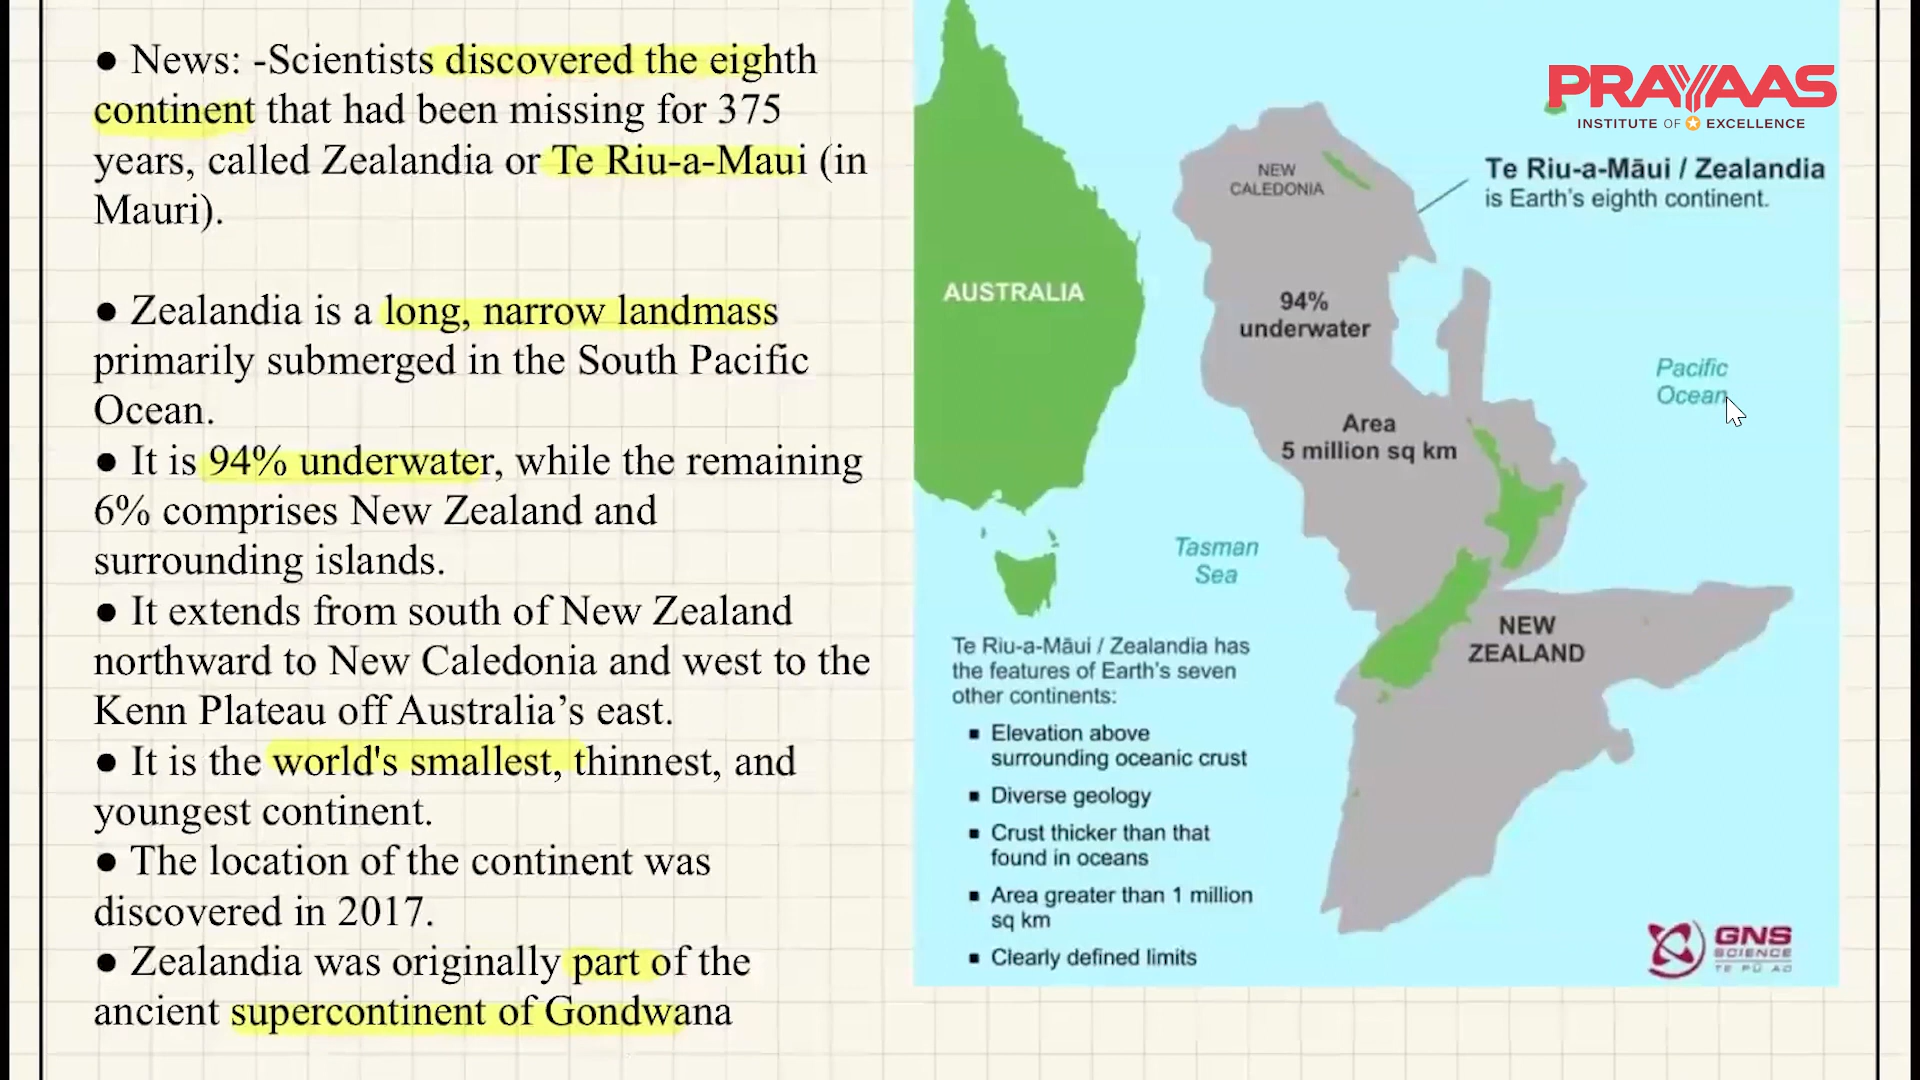 ● News: -Scientists discovered the eighth
continent that had been missing for 375
years, called Zealandia or Te Riu-a-Maui (in
Mauri).
● Zealandia is a long, narrow landmass
primarily submerged in the South Pacific
Ocean.
● It is 94% underwater, while the remaining
6% comprises New Zealand and
surrounding islands.
● It extends from south of New Zealand
northward to New Caledonia and west to the
Kenn Plateau off Australia’s east.
● It is the world's smallest, thinnest, and
youngest continent.
● The location of the continent was
discovered in 2017.
● Zealandia was originally part of the
ancient supercontinent of Gondwana
PRAYAAS
INSTITUTE OF EXCELLENCE
Te Riu-a-Māui / Zealandia
is Earth's eighth continent.
NEW
CALEDONIA
AUSTRALIA
94%
underwater
Pacific
Ocean
Area
5 million sq km
Tasman
Sea
NEW
ZEALAND
Te Riu-a-Māui / Zealandia has
the features of Earth's seven
other continents:
■ Elevation above
surrounding oceanic crust
■ Diverse geology
■ Crust thicker than that
found in oceans
■ Area greater than 1 million
sq km
■ Clearly defined limits
GNS
SCIENCE
TE PŪ AO